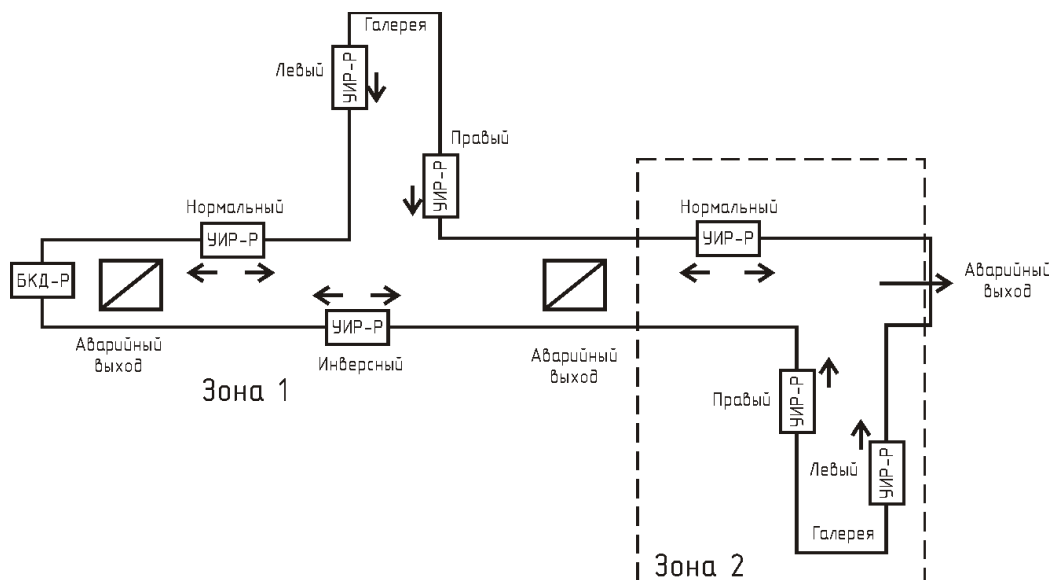 Галерея
Левый
УИР-Р
Правый
УИР-Р
Нормальный
УИР-Р
Нормальный
УИР-Р
БКД-Р
Аварийный
выход
УИР-Р
Аварийный
выход
Инверсный
Аварийный
выход
Зона 1
Правый
УИР-Р
Левый
УИР-Р
Галерея
Зона 2